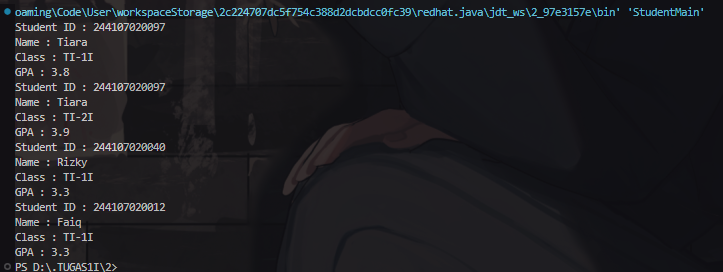 oaming\Code\User\workspaceStorage\2c224707dc5f754c388d2dcbdcc0fc39\redhat.java\jdt_ws\2_97e3157e\bin' 'StudentMain'
Student ID : 244107020097
Name : Tiara
Class : TI-1I
GPA : 3.8
Student ID : 244107020097
Name : Tiara
Class : TI-2I
GPA : 3.9
Student ID : 244107020040
Name : Rizky
Class : TI-1I
GPA : 3.3
Student ID : 244107020012
Name : Faiq
Class : TI-1I
GPA : 3.3
PS D:\.TUGAS1I\2>